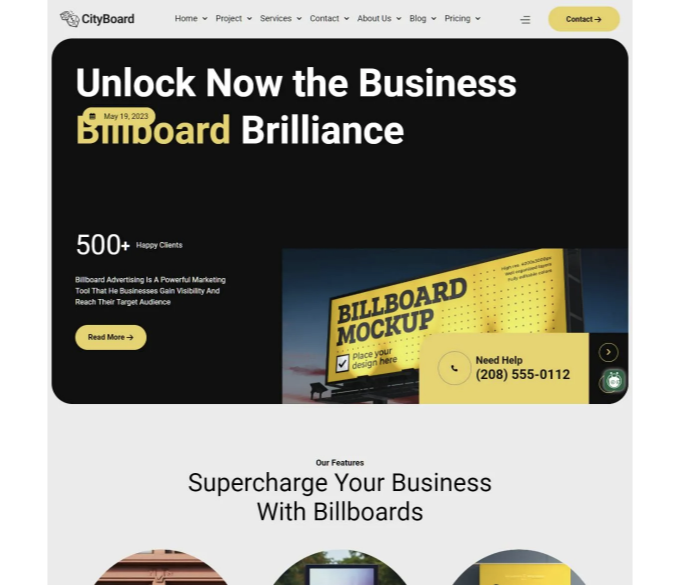 CityBoard
Home Project Services Contact About Us Blog Pricing
Contact →
Unlock Now the Business
May 19, 2023
Billboard Brilliance
500+ Happy Clients
Billboard Advertising Is A Powerful Marketing
Tool That He Businesses Gain Visibility And
Reach Their Target Audience
Read More →
High-res. 4000x3000px
Well-organized layers
Fully editable colors
BILLBOARD
MOCKUP
Place your
design here
Need Help
(208) 555-0112
Our Features
Supercharge Your Business
With Billboards